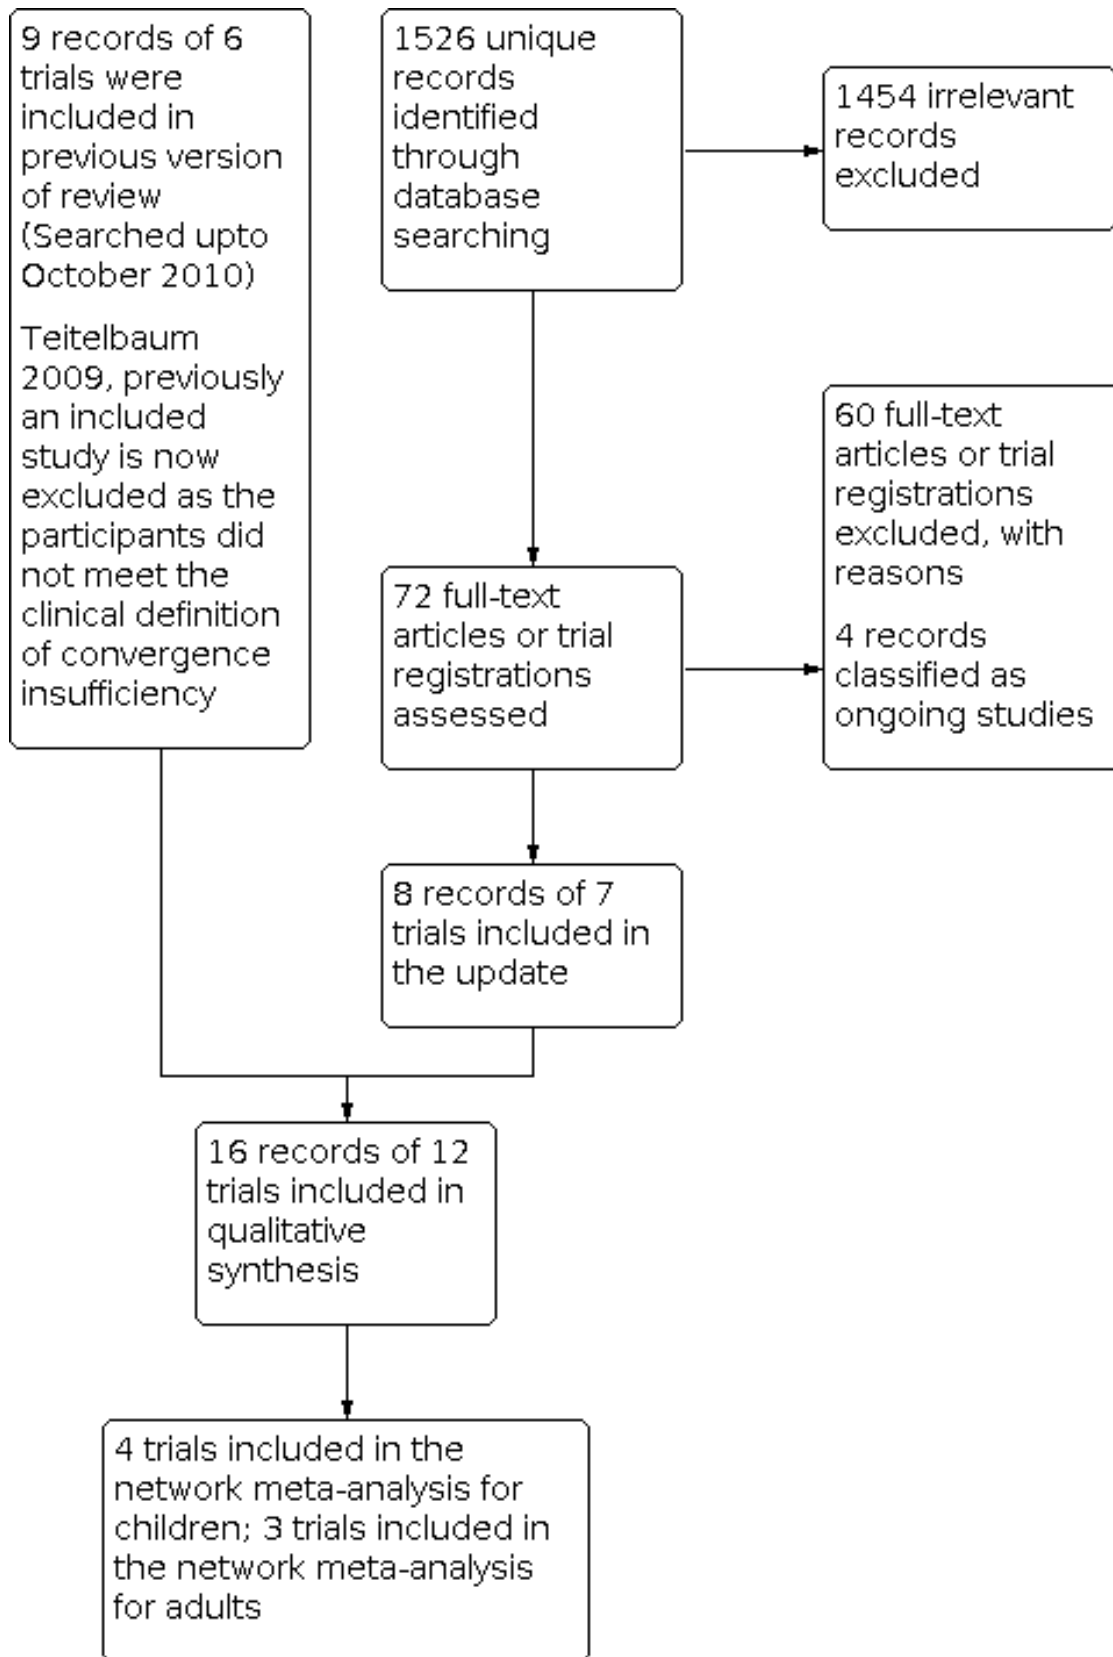 9 records of 6
trials were
included in
previous version
of review
(Searched upto
October 2010)
Teitelbaum
2009, previously
an included
study is now
excluded as the
participants did
not meet the
clinical definition
of convergence
insufficiency
1526 unique
records
identified
through
database
searching
1454 irrelevant
records
excluded
72 full-text
articles or trial
registrations
assessed
60 full-text
articles or trial
registrations
excluded, with
reasons
4 records
classified as
ongoing studies
8 records of 7
trials included in
the update
16 records of 12
trials included in
qualitative
synthesis
4 trials included in the
network meta-analysis for
children; 3 trials included in
the network meta-analysis
for adults